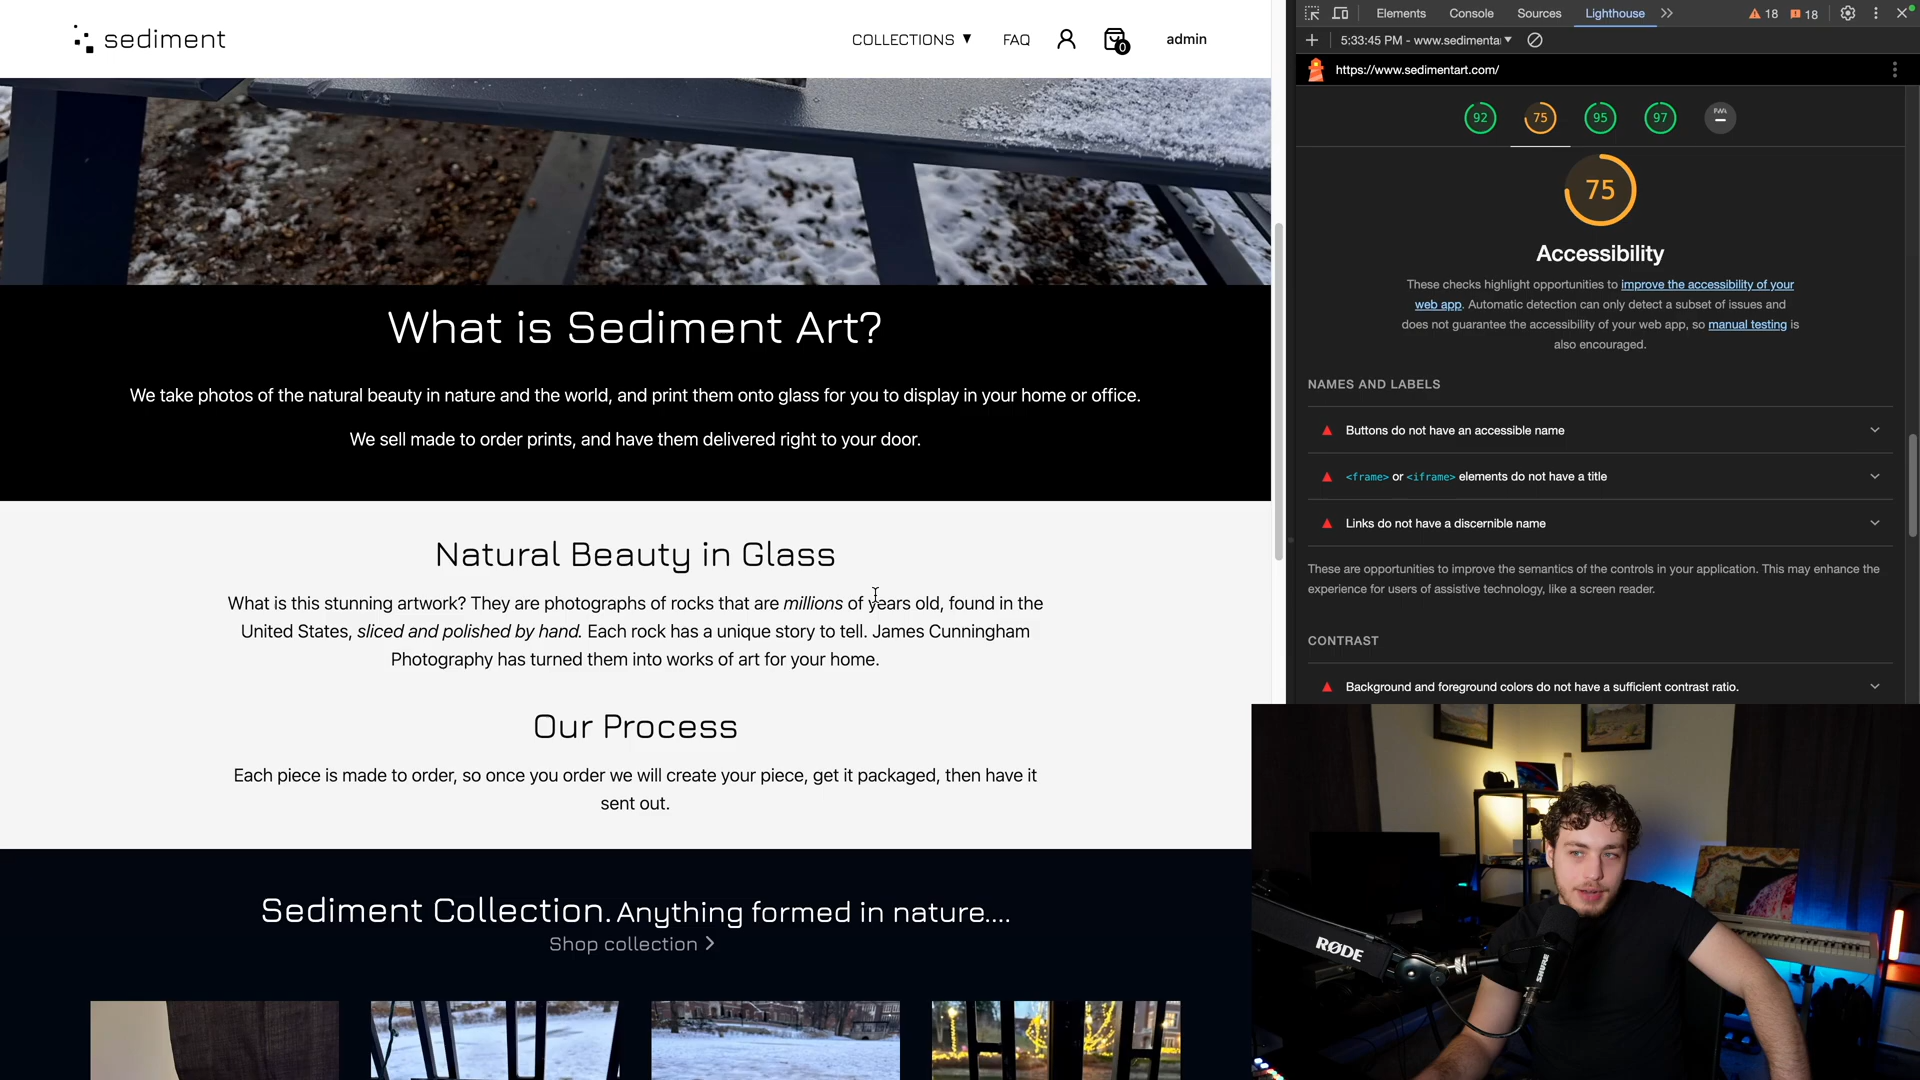 sediment
COLLECTIONS ▼ FAQ 0 admin
What is Sediment Art?
We take photos of the natural beauty in nature and the world, and print them onto glass for you to display in your home or office.
We sell made to order prints, and have them delivered right to your door.
Natural Beauty in Glass
What is this stunning artwork? They are photographs of rocks that are millions of years old, found in the
United States, sliced and polished by hand. Each rock has a unique story to tell. James Cunningham
Photography has turned them into works of art for your home.
Our Process
Each piece is made to order, so once you order we will create your piece, get it packaged, then have it
sent out.
Sediment Collection. Anything formed in nature....
Shop collection >
Elements Console Sources Lighthouse 18 18
5:33:45 PM - www.sedimenta
https://www.sedimentart.com/
92 75 95 97 PWA
75
Accessibility
These checks highlight opportunities to improve the accessibility of your
web app. Automatic detection can only detect a subset of issues and
does not guarantee the accessibility of your web app, so manual testing is
also encouraged.
NAMES AND LABELS
Buttons do not have an accessible name
<frame> or <iframe> elements do not have a title
Links do not have a discernible name
These are opportunities to improve the semantics of the controls in your application. This may enhance the
experience for users of assistive technology, like a screen reader.
CONTRAST
Background and foreground colors do not have a sufficient contrast ratio.
RØDE
SHURE